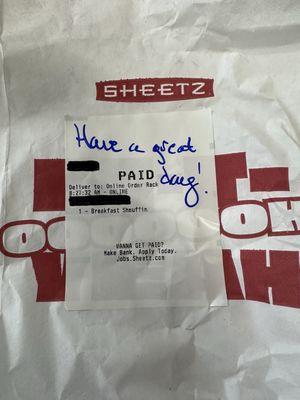 SHEETZ
Have a great
day!
PAID
Deliver to: Online Order Rack
8:27:32 AM - ONLINE
1 - Breakfast Shmuffin
WANNA GET PAID?
Make Bank. Apply Today.
Jobs.Sheetz.com